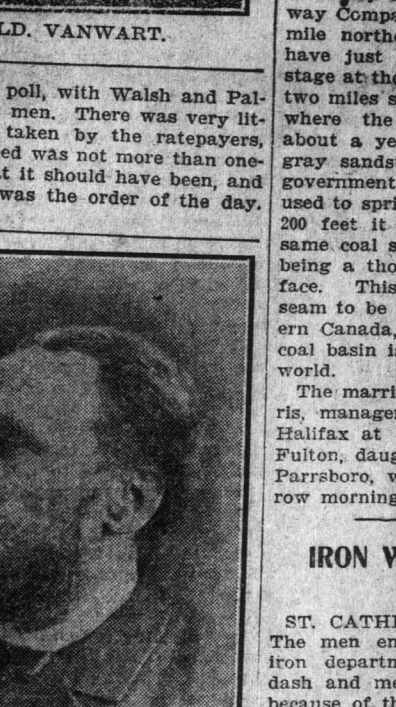 LD. VANWART.
poll, with Walsh and Pal-
men. There was very lit-
taken by the ratepayers,
ed was not more than one-
t it should have been, and
was the order of the day.
way Compa
mile northe
have just
stage at the
two miles s
where the
about a ye
gray sands
government
used to spri
200 feet it
same coal s
being a tho
face. This
seam to be
ern Canada,
coal basin i
world.
The marri
ris, manager
Halifax at
Fulton, daug
Parrsboro, w
row morning
IRON W
ST. CATHE
The men en
iron departm
dash and me
because of th